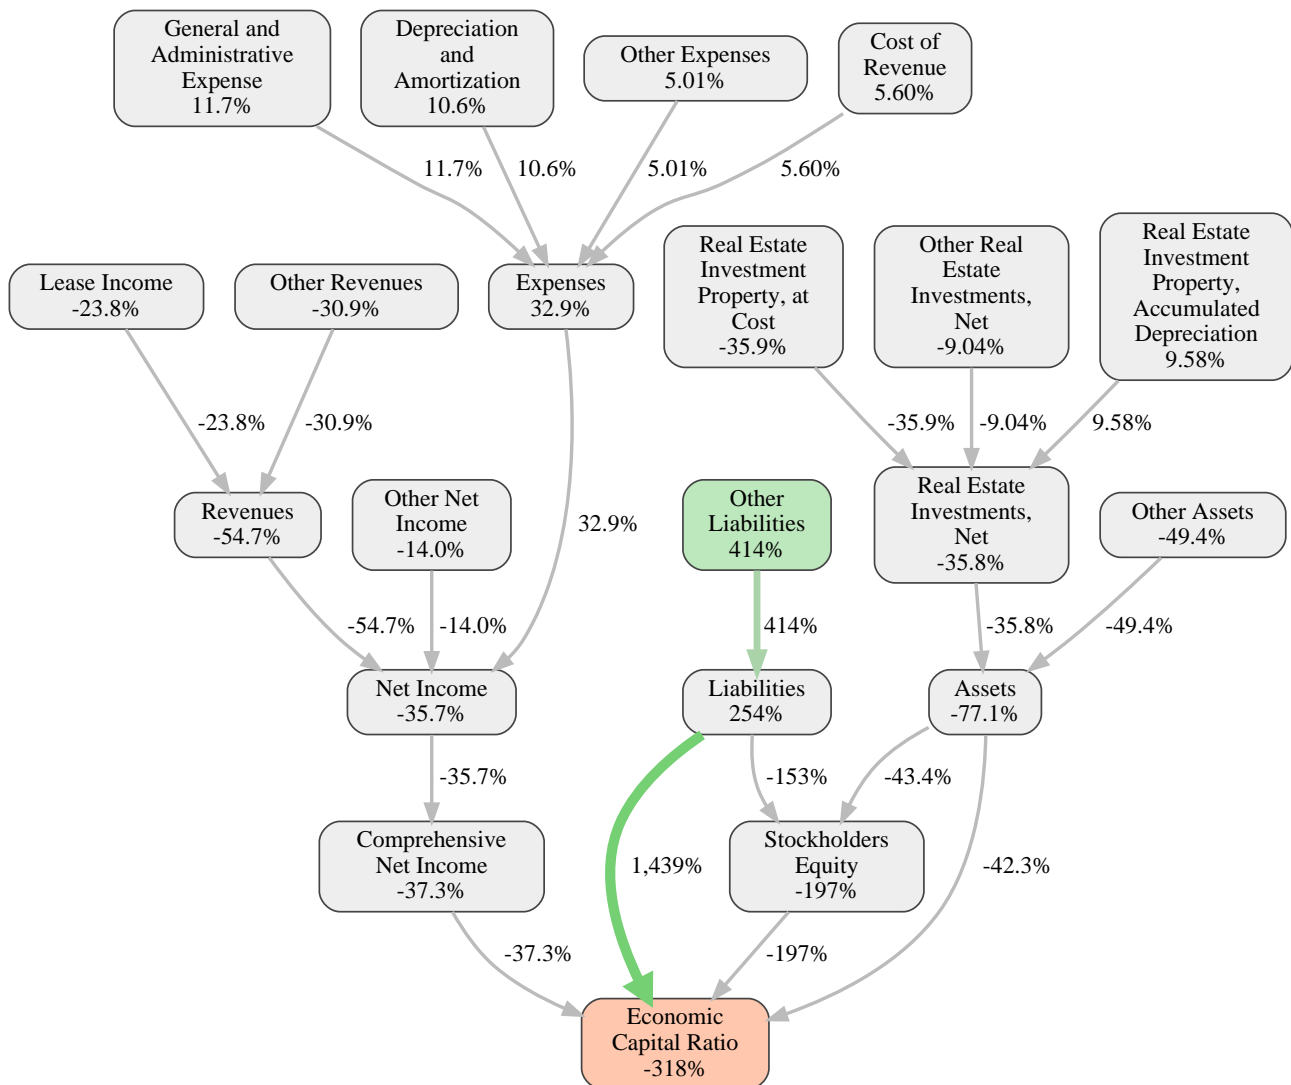 General and
Administrative
Expense
11.7%
Depreciation
and
Amortization
10.6%
Other Expenses
5.01%
Cost of
Revenue
5.60%
11.7%
10.6%
5.01%
5.60%
Lease Income
-23.8%
Other Revenues
-30.9%
Expenses
32.9%
Real Estate
Investment
Property, at
Cost
-35.9%
Other Real
Estate
Investments,
Net
-9.04%
Real Estate
Investment
Property,
Accumulated
Depreciation
9.58%
-23.8%
-30.9%
-35.9%
-9.04%
9.58%
Revenues
-54.7%
Other Net
Income
-14.0%
32.9%
Other
Liabilities
414%
Real Estate
Investments,
Net
-35.8%
Other Assets
-49.4%
-54.7%
-14.0%
414%
-35.8%
-49.4%
Net Income
-35.7%
Liabilities
254%
Assets
-77.1%
-35.7%
-153%
-43.4%
Comprehensive
Net Income
-37.3%
1,439%
Stockholders
Equity
-197%
-42.3%
-37.3%
-197%
Economic
Capital Ratio
-318%